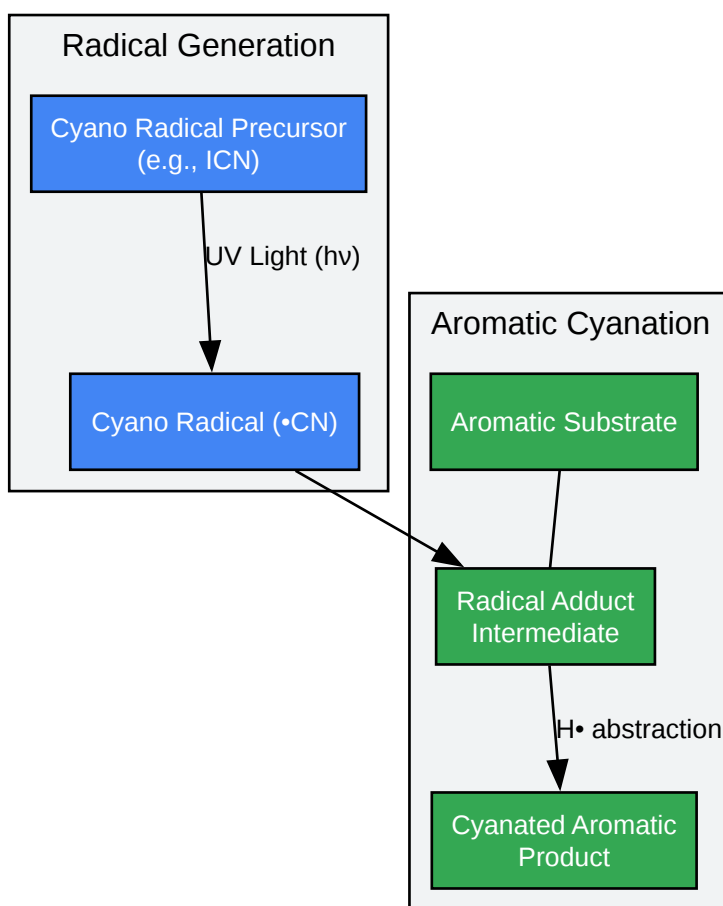 Radical Generation
Cyano Radical Precursor
(e.g., ICN)
UV Light (hν)
Cyano Radical (•CN)
Aromatic Cyanation
Aromatic Substrate
Radical Adduct
Intermediate
H• abstraction
Cyanated Aromatic
Product